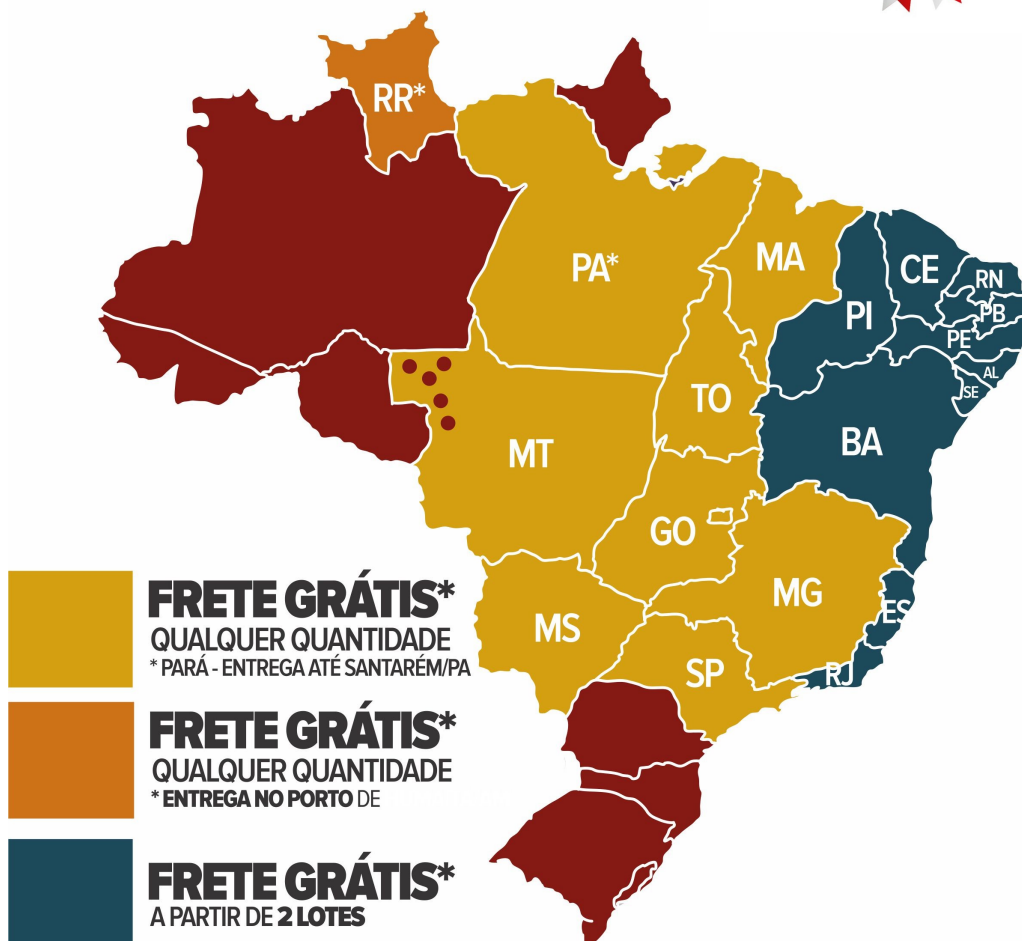 RR*
PA*
MA
PI
CE
RN
PB
PE
AL
SE
TO
BA
MT
GO
MG
ES
MS
SP
RJ
FRETE GRÁTIS*
QUALQUER QUANTIDADE
* PARÁ - ENTREGA ATÉ SANTARÉM/PA
FRETE GRÁTIS*
QUALQUER QUANTIDADE
* ENTREGA NO PORTO DE
FRETE GRÁTIS*
A PARTIR DE 2 LOTES